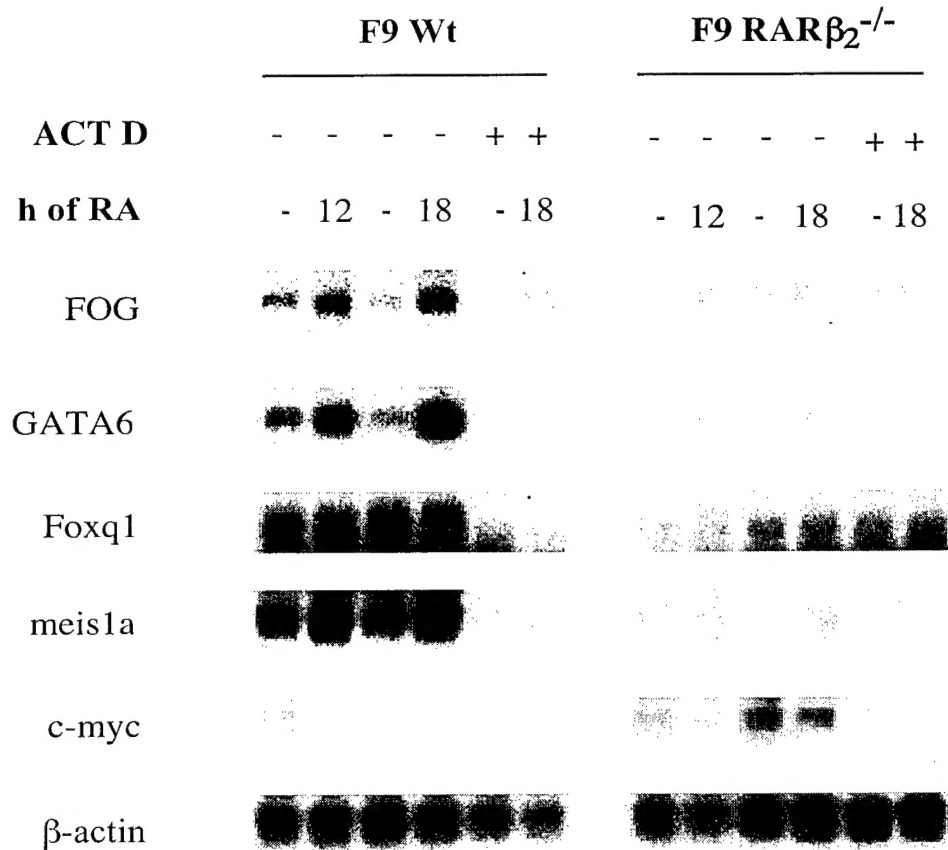 F9 Wt F9 RARβ₂⁻/⁻
ACT D - - - - + + - - - - + +
h of RA - 12 - 18 - 18 - 12 - 18 - 18
FOG
GATA6
Foxq1
meis1a
c-myc
β-actin